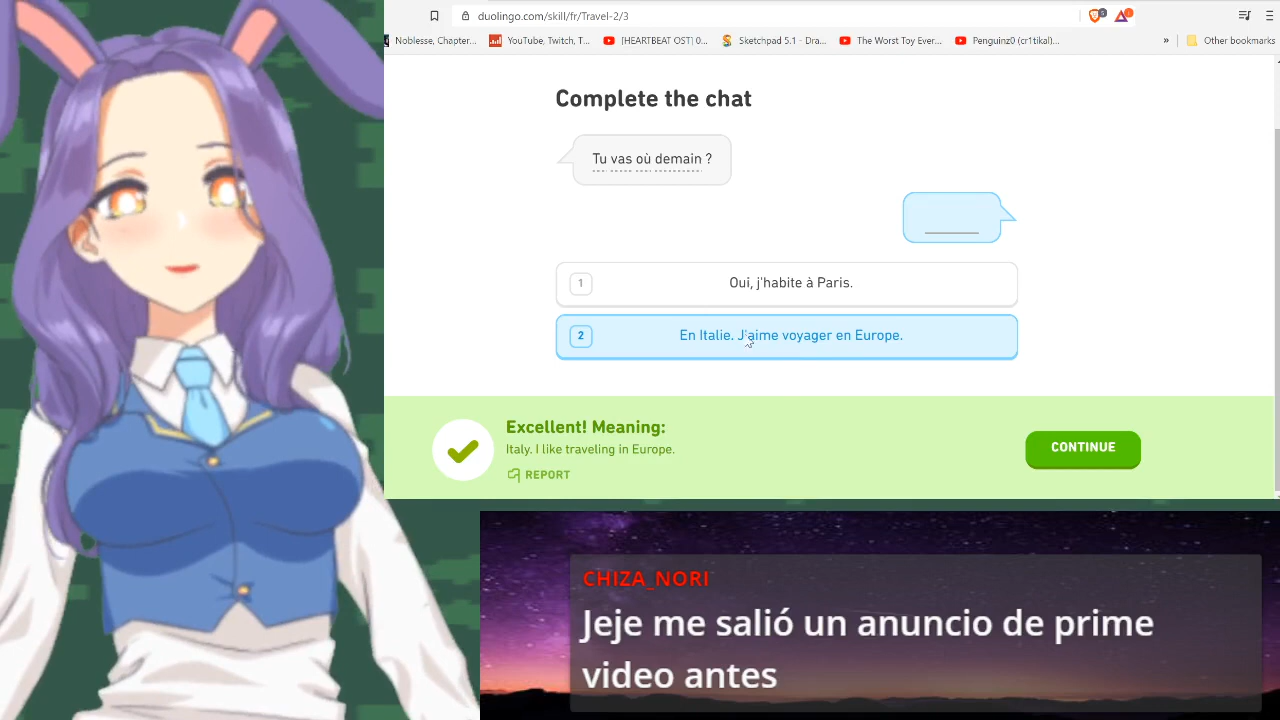 duolingo.com/skill/fr/Travel-2/3
Noblesse, Chapter... YouTube, Twitch, T... [HEARTBEAT OST] 0... Sketchpad 5.1 - Dr... The Worst Toy Ever... Penguinz0 (cr1tikal)... » Other bookmarks
Complete the chat
Tu vas où demain ?
1 Oui, j'habite à Paris.
2 En Italie. J'aime voyager en Europe.
Excellent! Meaning:
Italy. I like traveling in Europe.
REPORT
CONTINUE
CHIZA_NORI
Jeje me salió un anuncio de prime
video antes